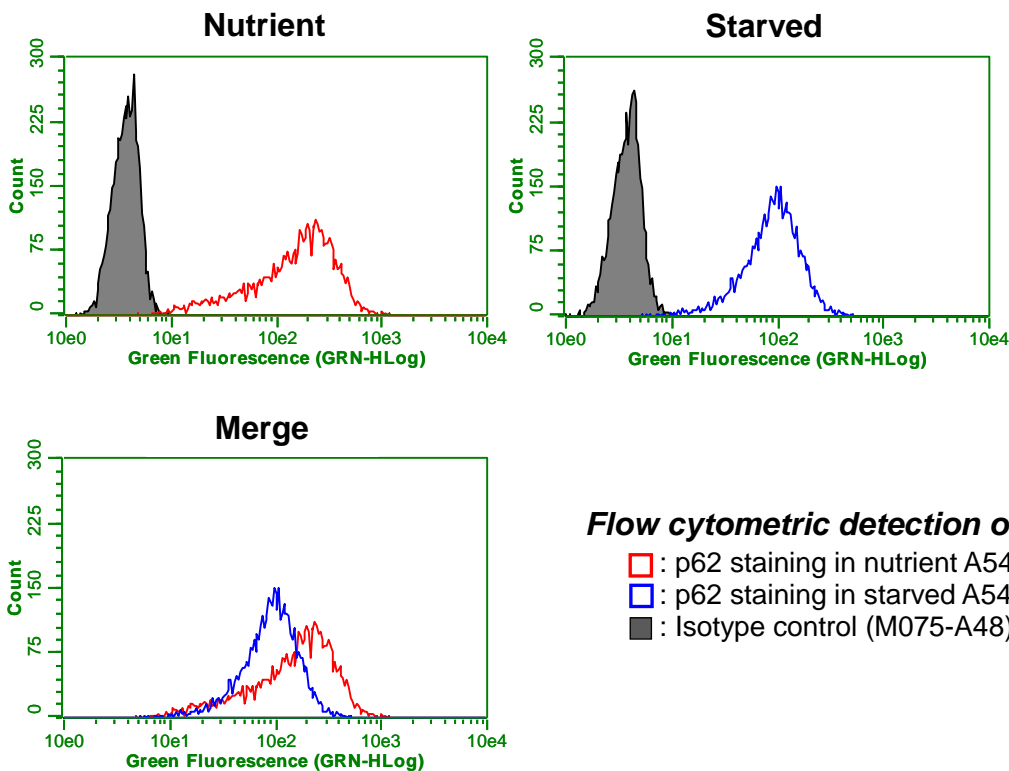 Nutrient
300
225
150
75
0
Count
10e0 10e1 10e2 10e3 10e4
Green Fluorescence (GRN-HLog)
Starved
300
225
150
75
0
Count
10e0 10e1 10e2 10e3 10e4
Green Fluorescence (GRN-HLog)
Merge
300
225
150
75
0
Count
10e0 10e1 10e2 10e3 10e4
Green Fluorescence (GRN-HLog)
Flow cytometric detection o
: p62 staining in nutrient A54
: p62 staining in starved A54
: Isotype control (M075-A48)